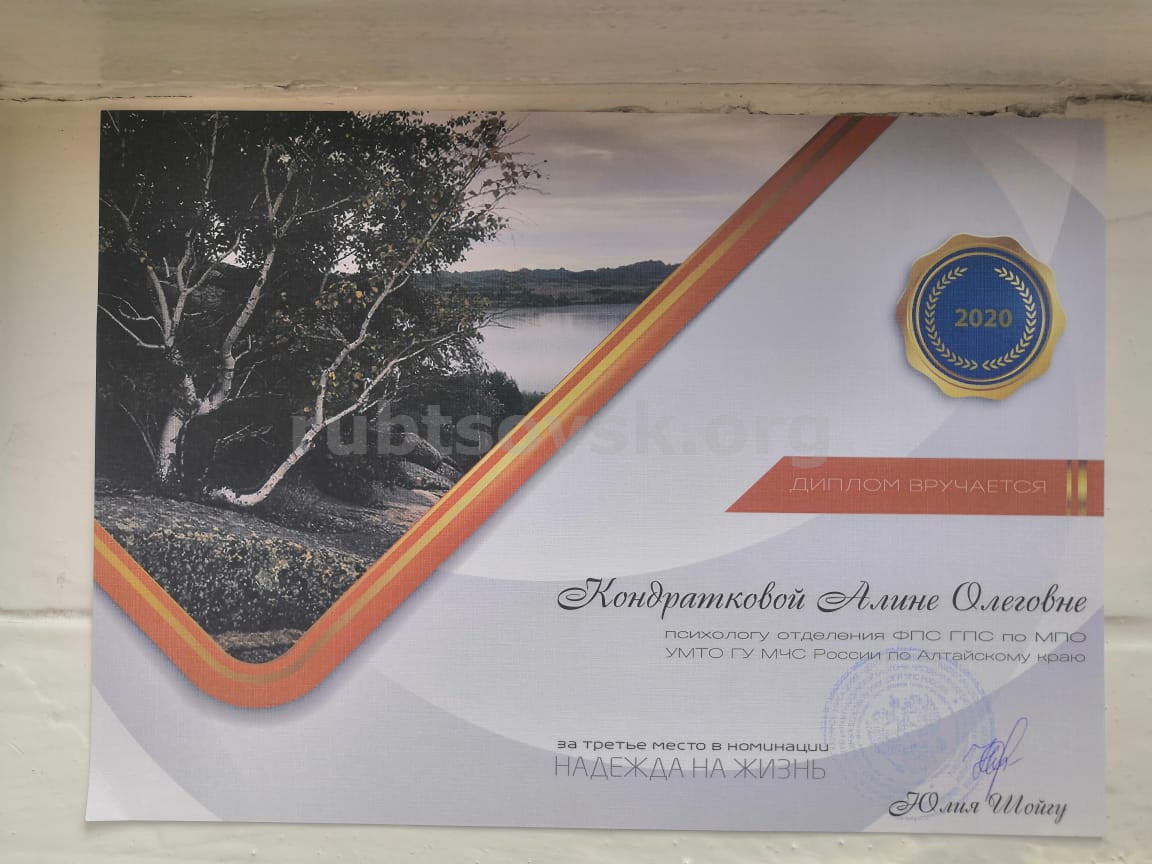 2020
ДИПЛОМ ВРУЧАЕТСЯ
rubtsovsk.org
Кондратковой Алине Олеговне
психологу отделения ФПС ГПС по МПО
УМТО ГУ МЧС России по Алтайскому краю
за третье место в номинации
НАДЕЖДА НА ЖИЗНЬ
Юлия Шойгу